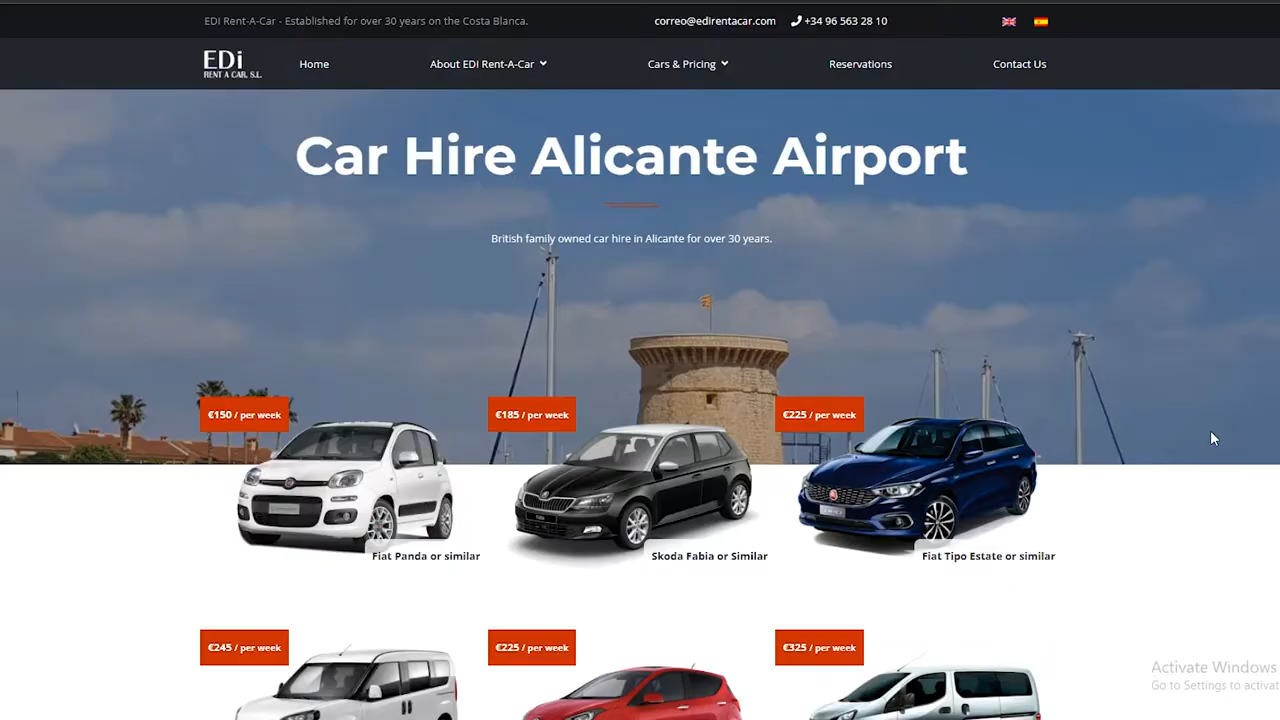 EDI Rent-A-Car - Established for over 30 years on the Costa Blanca.
correo@edirentacar.com
+34 96 563 28 10
EDi
RENT A CAR, S.L.
Home
About EDI Rent-A-Car
Cars & Pricing
Reservations
Contact Us
Car Hire Alicante Airport
British family owned car hire in Alicante for over 30 years.
€150 / per week
€185 / per week
€225 / per week
Fiat Panda or similar
Skoda Fabia or Similar
Fiat Tipo Estate or similar
€245 / per week
€225 / per week
€325 / per week
Activate Windows
Go to Settings to activat